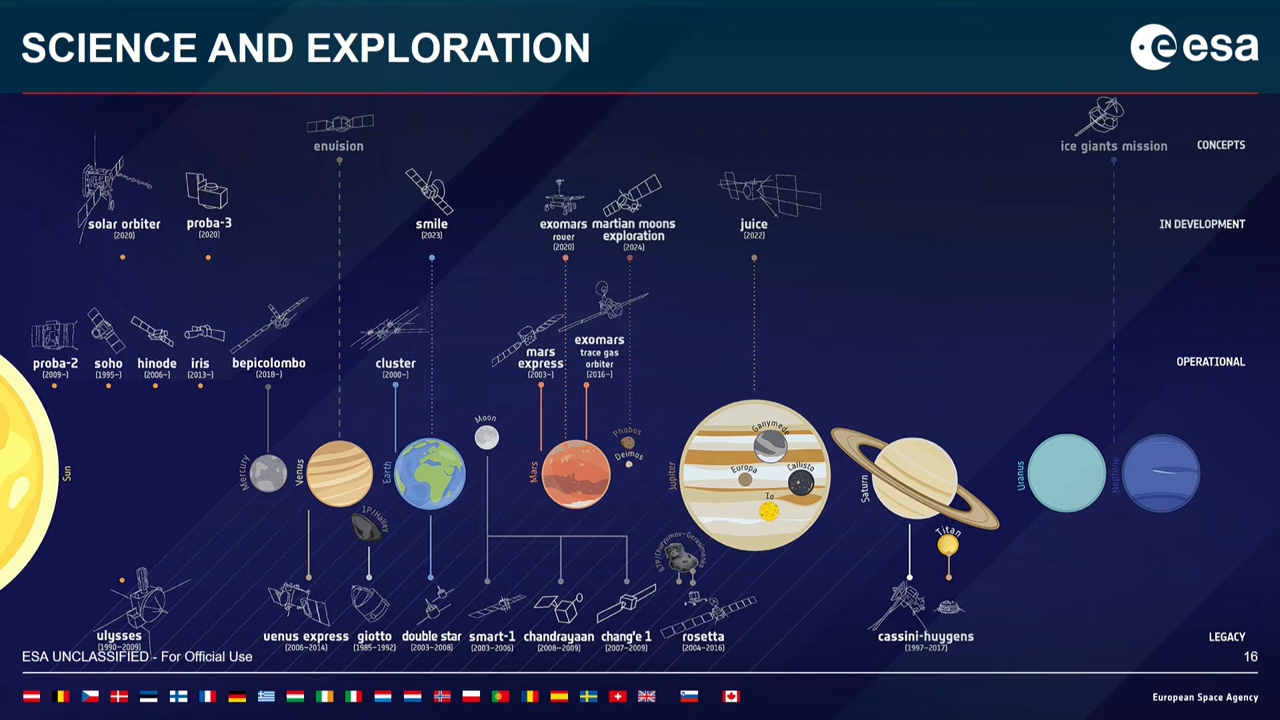 SCIENCE AND EXPLORATION
esa
envision
ice giants mission
CONCEPTS
solar orbiter
(2020)
proba-3
(2020)
smile
(2023)
exomars
rover
(2020)
martian moons
exploration
(2024)
juice
(2022)
IN DEVELOPMENT
proba-2
(2009-)
soho
(1995-)
hinode
(2006-)
iris
(2013-)
bepicolombo
(2018-)
cluster
(2000-)
mars
express
(2003-)
exomars
trace gas
orbiter
(2016-)
OPERATIONAL
Sun
Mercury
Venus
1P/Halley
Earth
Moon
Mars
Phobos
Deimos
Jupiter
Ganymede
Europa
Callisto
Io
67P/Churyumov-Gerasimenko
Saturn
Titan
Uranus
Neptune
ulysses
(1990-2009)
venus express
(2006-2014)
giotto
(1985-1992)
double star
(2003-2008)
smart-1
(2003-2006)
chandrayaan
(2008-2009)
chang'e 1
(2007-2009)
rosetta
(2004-2016)
cassini-huygens
(1997-2017)
LEGACY
ESA UNCLASSIFIED - For Official Use
16
European Space Agency